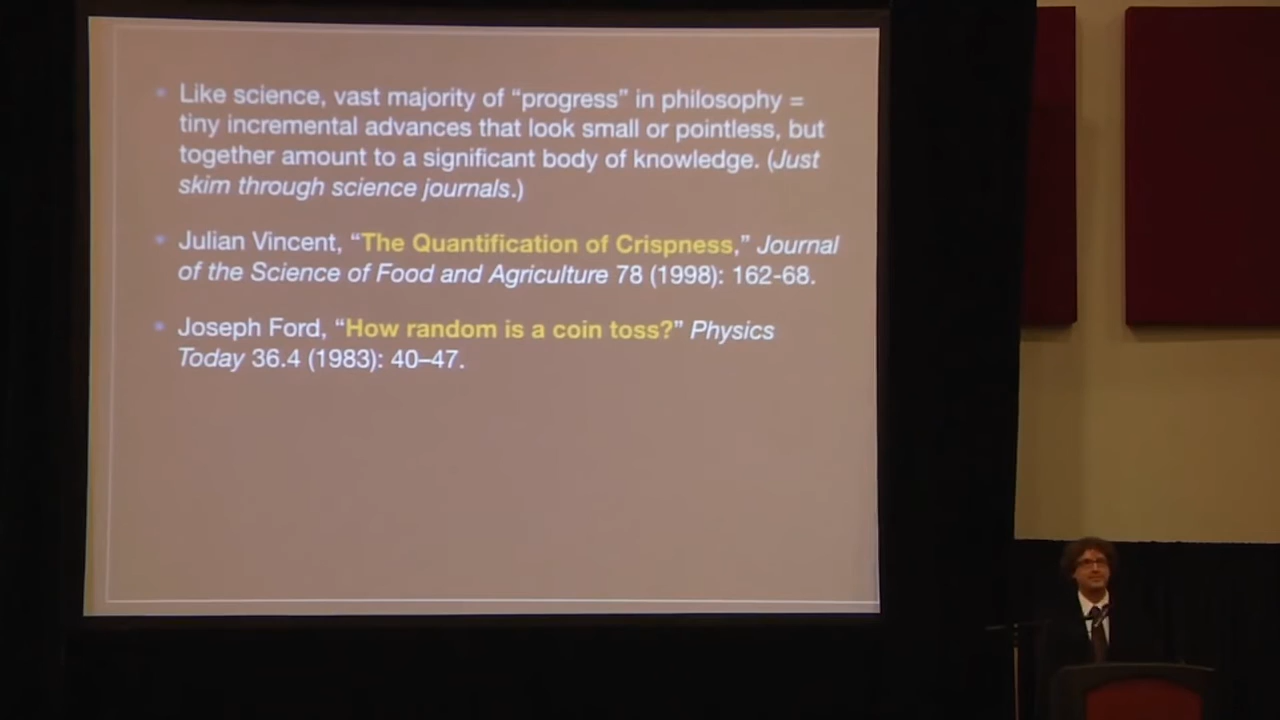 Like science, vast majority of “progress” in philosophy =
tiny incremental advances that look small or pointless, but
together amount to a significant body of knowledge. (Just
skim through science journals.)
Julian Vincent, “The Quantification of Crispness,” Journal
of the Science of Food and Agriculture 78 (1998): 162-68.
Joseph Ford, “How random is a coin toss?” Physics
Today 36.4 (1983): 40–47.